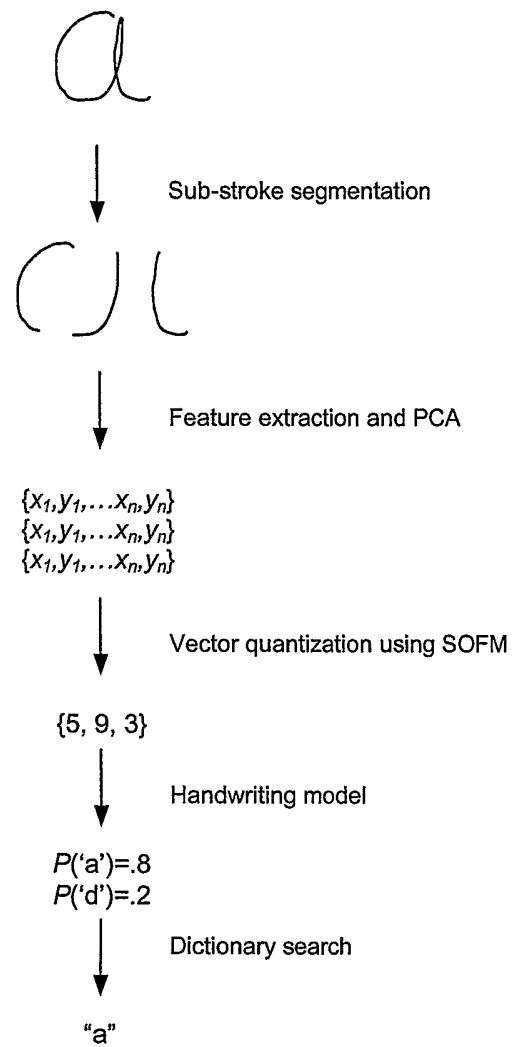 a
Sub-stroke segmentation
Feature extraction and PCA
{x₁,y₁,...xₙ,yₙ}
{x₁,y₁,...xₙ,yₙ}
{x₁,y₁,...xₙ,yₙ}
Vector quantization using SOFM
{5, 9, 3}
Handwriting model
P(‘a’)=.8
P(‘d’)=.2
Dictionary search
“a”